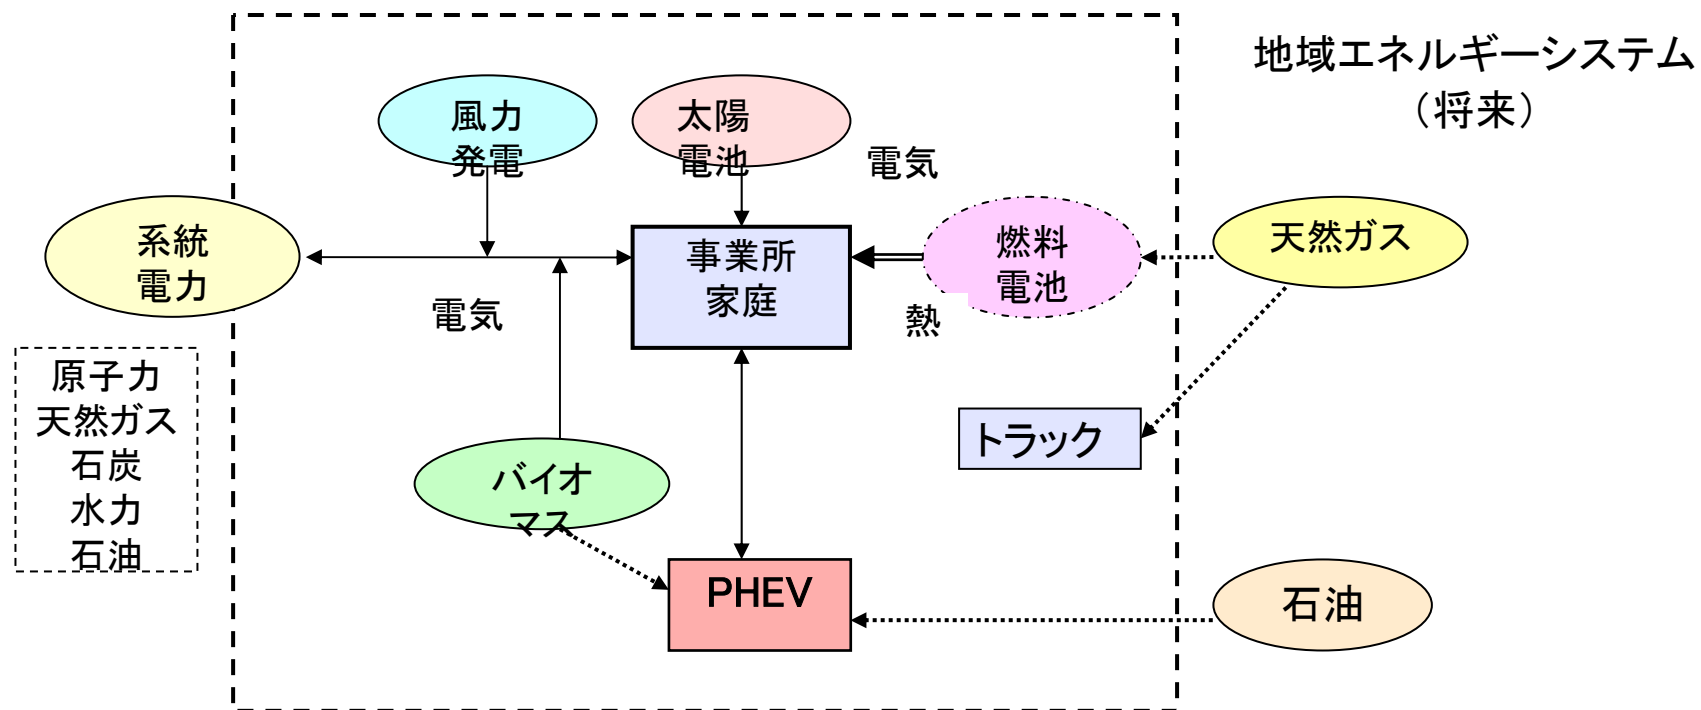 地域エネルギーシステム
（将来）
風力
発電
太陽
電池
電気
系統
電力
事業所
家庭
燃料
電池
天然ガス
電気
熱
原子力
天然ガス
石炭
水力
石油
トラック
バイオ
マス
PHEV
石油